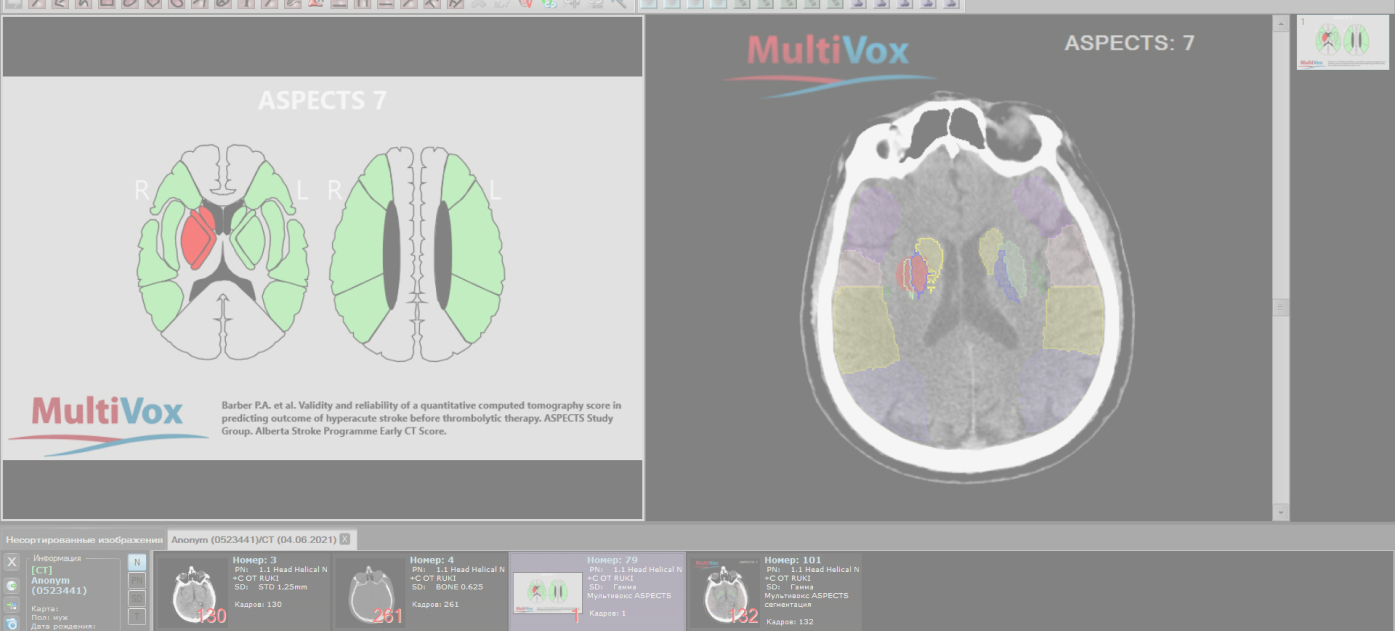 ASPECTS 7
R
L
R
L
MultiVox
Barber P.A. et al. Validity and reliability of a quantitative computed tomography score in
predicting outcome of hyperacute stroke before thrombolytic therapy. ASPECTS Study
Group. Alberta Stroke Programme Early CT Score.
MultiVox
ASPECTS: 7
1
Несортированные изображения
Anonym (0523441)/CT (04.06.2021) X
X
Информация
[CT]
Anonym
(0523441)
Карта:
Пол: муж
Дата рождения:
N
PN
SD
T
Номер: 3
PN: 1.1 Head Helical N
+C OT RUKI
SD: STD 1.25mm
Кадров: 130
130
Номер: 4
PN: 1.1 Head Helical N
+C OT RUKI
SD: BONE 0.625
Кадров: 261
261
Номер: 79
PN: 1.1 Head Helical N
+C OT RUKI
SD: Гамма
Мультивокс ASPECTS
Кадров: 1
1
Номер: 101
PN: 1.1 Head Helical N
+C OT RUKI
SD: Гамма
Мультивокс ASPECTS
сегментация
Кадров: 132
132